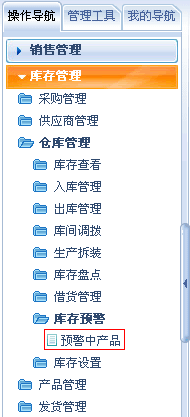 操作导航 管理工具 我的导航
销售管理
库存管理
采购管理
供应商管理
仓库管理
库存查看
入库管理
出库管理
库间调拨
生产拆装
库存盘点
借货管理
库存预警
预警中产品
库存设置
产品管理
发货管理